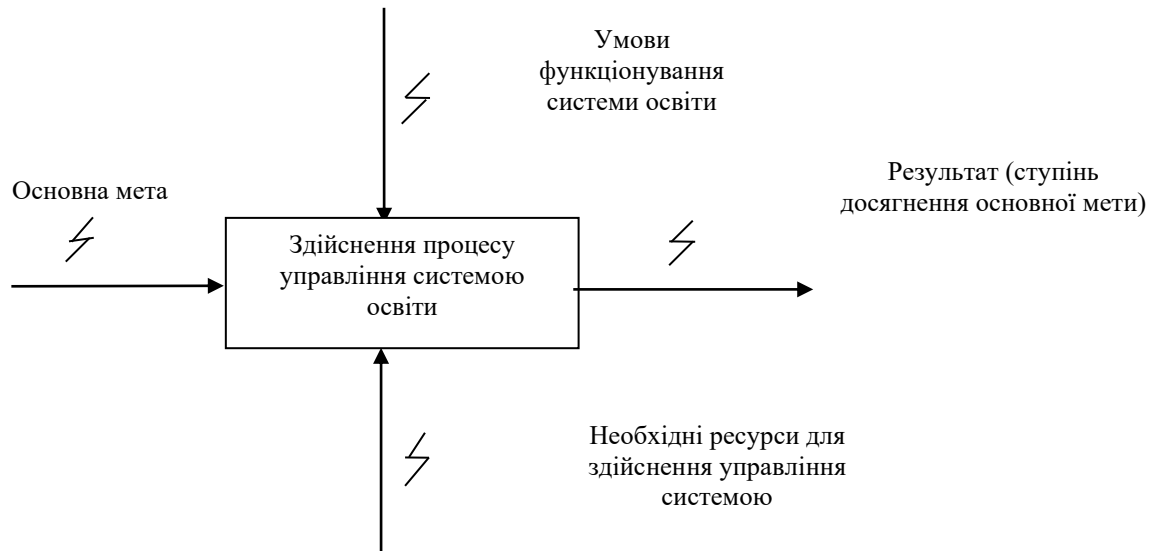 Умови
функціонування
системи освіти
Результат (ступінь
досягнення основної мети)
Основна мета
Здійснення процесу
управління системою
освіти
Необхідні ресурси для
здійснення управління
системою